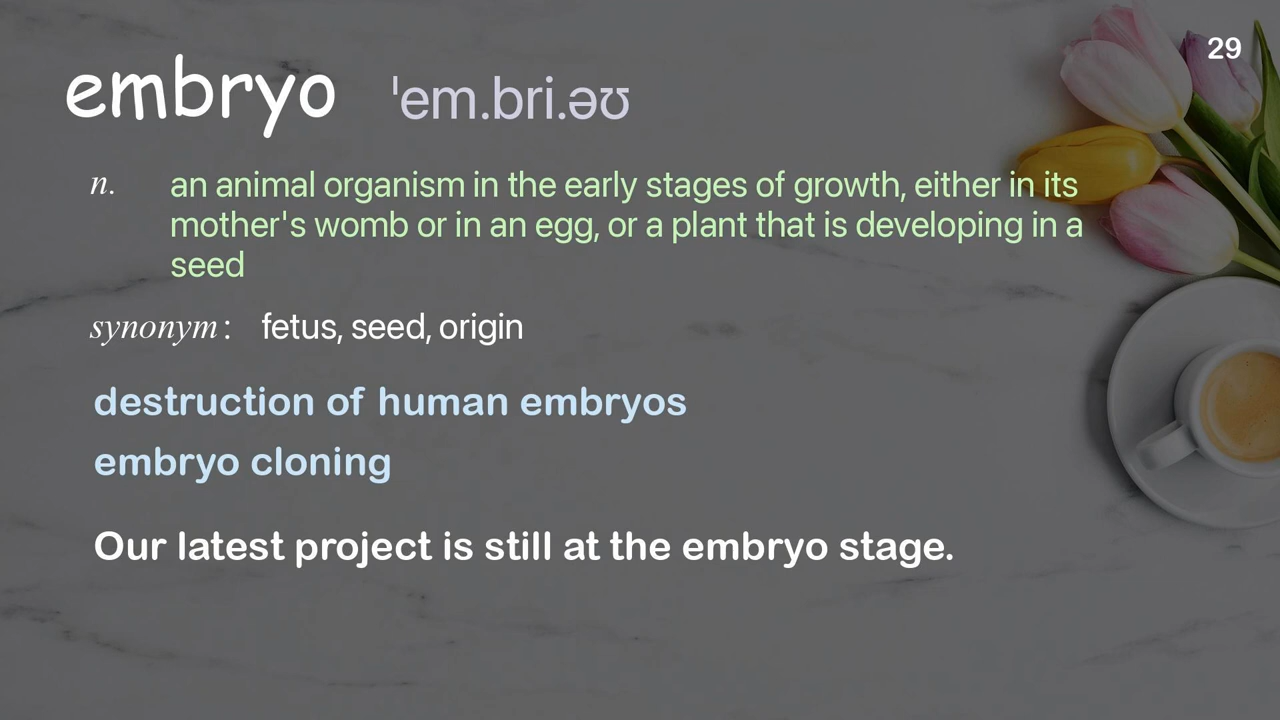 29
embryo ˈem.bri.əʊ
n. an animal organism in the early stages of growth, either in its
mother's womb or in an egg, or a plant that is developing in a
seed
synonym: fetus, seed, origin
destruction of human embryos
embryo cloning
Our latest project is still at the embryo stage.